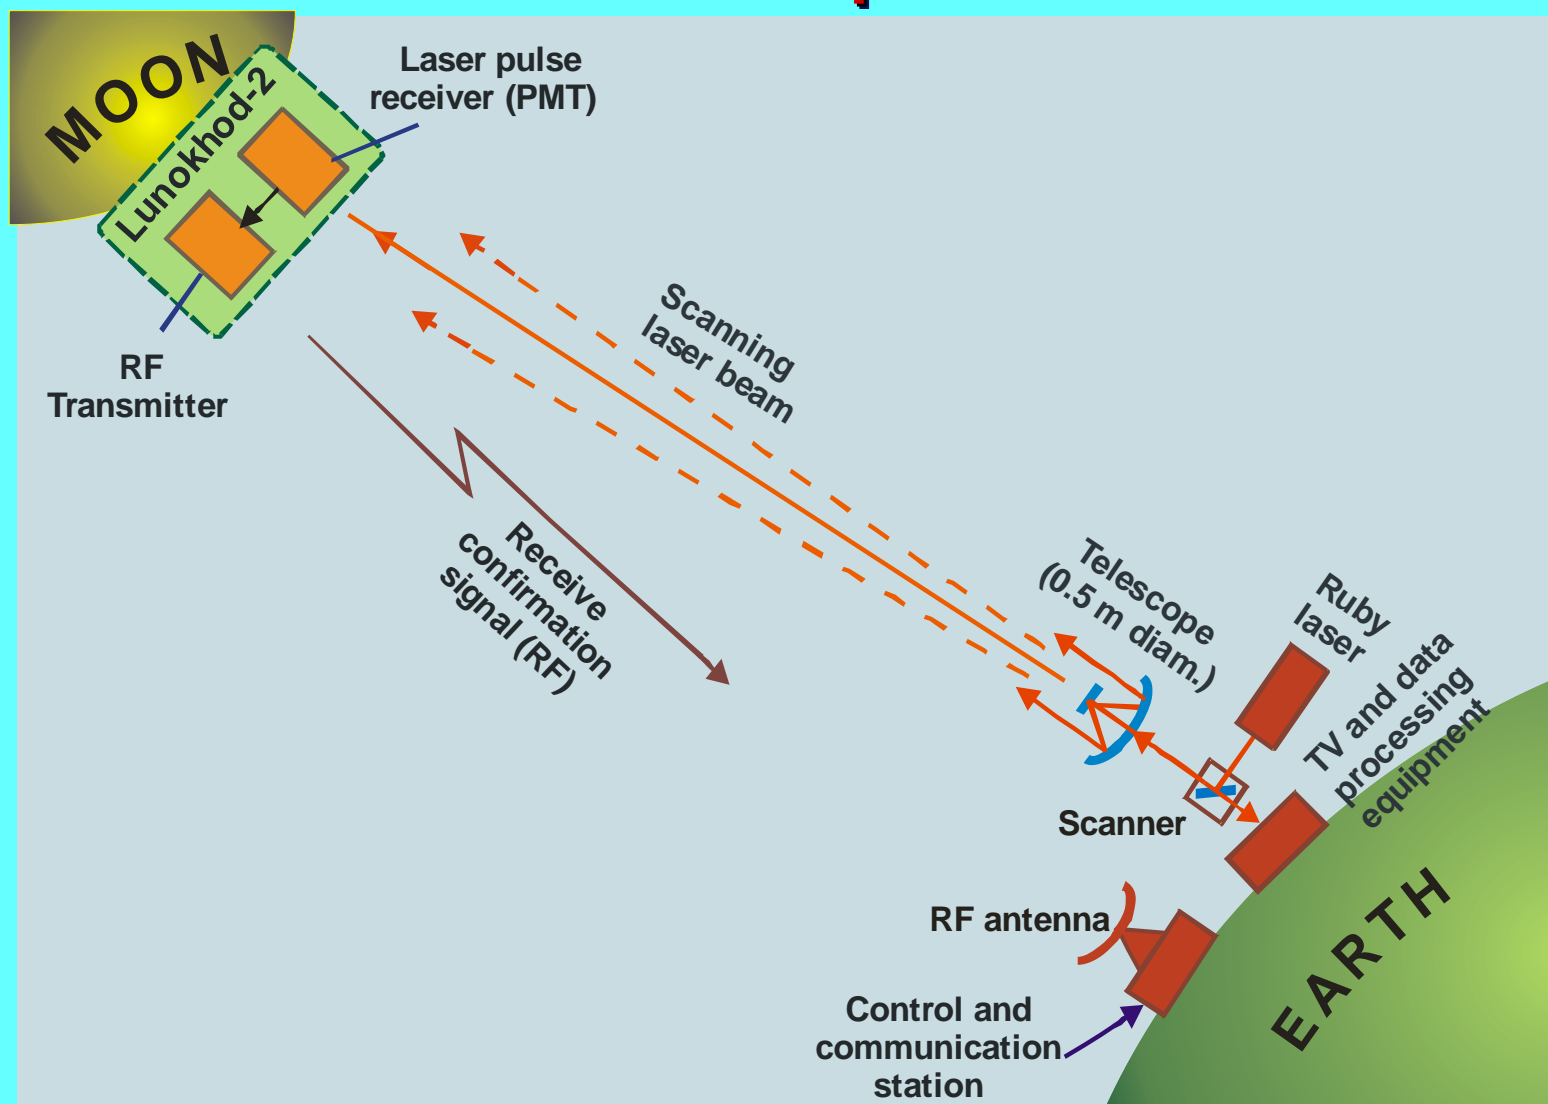 MOON
Lunokhod-2
Laser pulse
receiver (PMT)
RF
Transmitter
Scanning
laser beam
Receive
confirmation
signal (RF)
Telescope
(0.5 m diam.)
Ruby
laser
TV and data
processing
equipment
Scanner
RF antenna
Control and
communication
station
EARTH